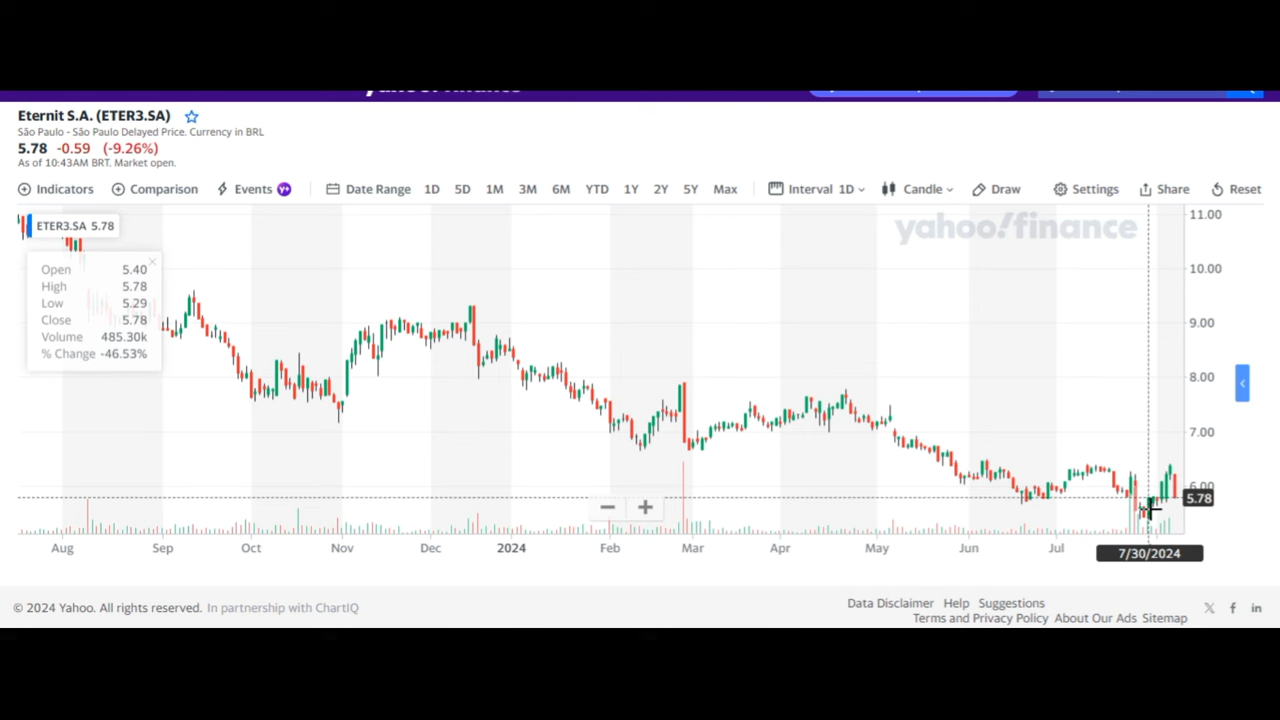 Eternit S.A. (ETER3.SA)
São Paulo - São Paulo Delayed Price. Currency in BRL
5.78 -0.59 (-9.26%)
As of 10:43AM BRT. Market open.
Indicators Comparison Events Y+ Date Range 1D 5D 1M 3M 6M YTD 1Y 2Y 5Y Max Interval 1D Candle Draw Settings Share Reset
ETER3.SA 5.78
yahoo!finance
Open 5.40
High 5.78
Low 5.29
Close 5.78
Volume 485.30k
% Change -46.53%
11.00
10.00
9.00
8.00
7.00
6.00
5.78
Aug Sep Oct Nov Dec 2024 Feb Mar Apr May Jun Jul
7/30/2024
© 2024 Yahoo. All rights reserved. In partnership with ChartIQ
Data Disclaimer Help Suggestions
Terms and Privacy Policy About Our Ads Sitemap